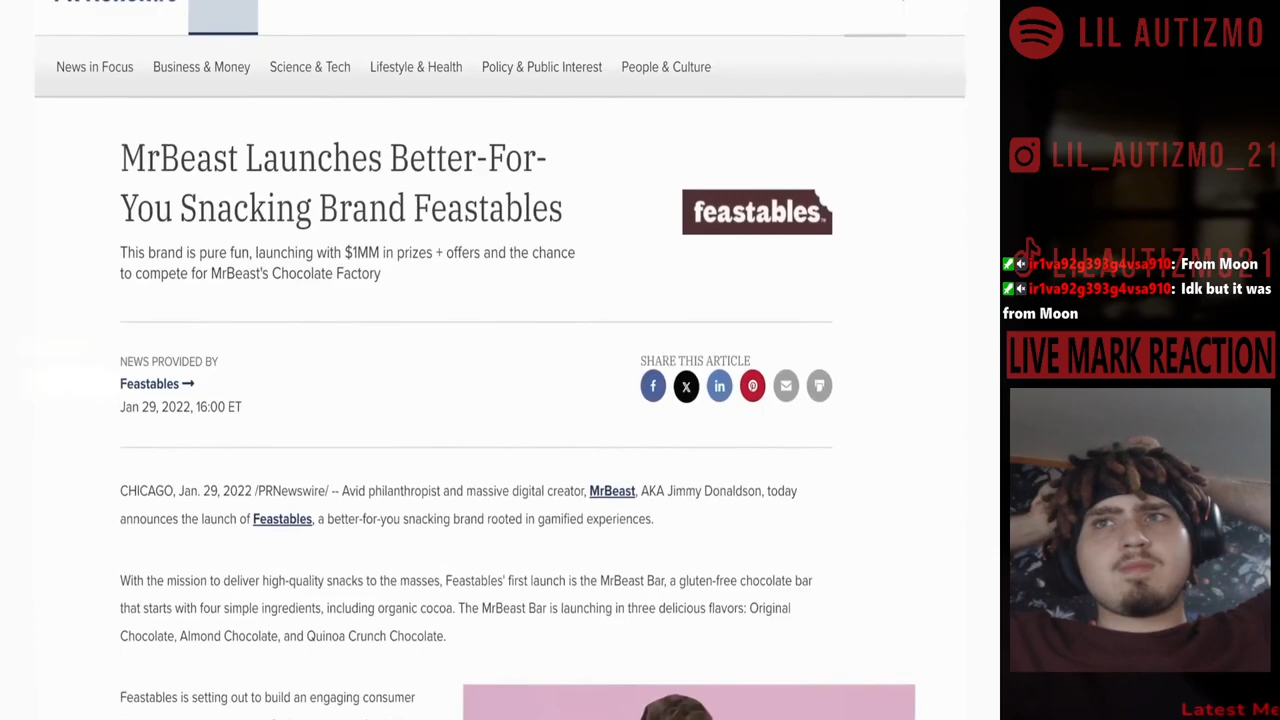 News in Focus Business & Money Science & Tech Lifestyle & Health Policy & Public Interest People & Culture
MrBeast Launches Better-For-
You Snacking Brand Feastables
feastables
This brand is pure fun, launching with $1MM in prizes + offers and the chance
to compete for MrBeast's Chocolate Factory
NEWS PROVIDED BY
Feastables
Jan 29, 2022, 16:00 ET
SHARE THIS ARTICLE
CHICAGO, Jan. 29, 2022 /PRNewswire/ -- Avid philanthropist and massive digital creator, MrBeast, AKA Jimmy Donaldson, today
announces the launch of Feastables, a better-for-you snacking brand rooted in gamified experiences.
With the mission to deliver high-quality snacks to the masses, Feastables' first launch is the MrBeast Bar, a gluten-free chocolate bar
that starts with four simple ingredients, including organic cocoa. The MrBeast Bar is launching in three delicious flavors: Original
Chocolate, Almond Chocolate, and Quinoa Crunch Chocolate.
Feastables is setting out to build an engaging consumer
LIL AUTIZMO
LIL_AUTIZMO_21
LILAUTIZMO21
ir1va92g393g4vsa910: From Moon
ir1va92g393g4vsa910: Idk but it was
from Moon
LIVE MARK REACTION
Latest Me